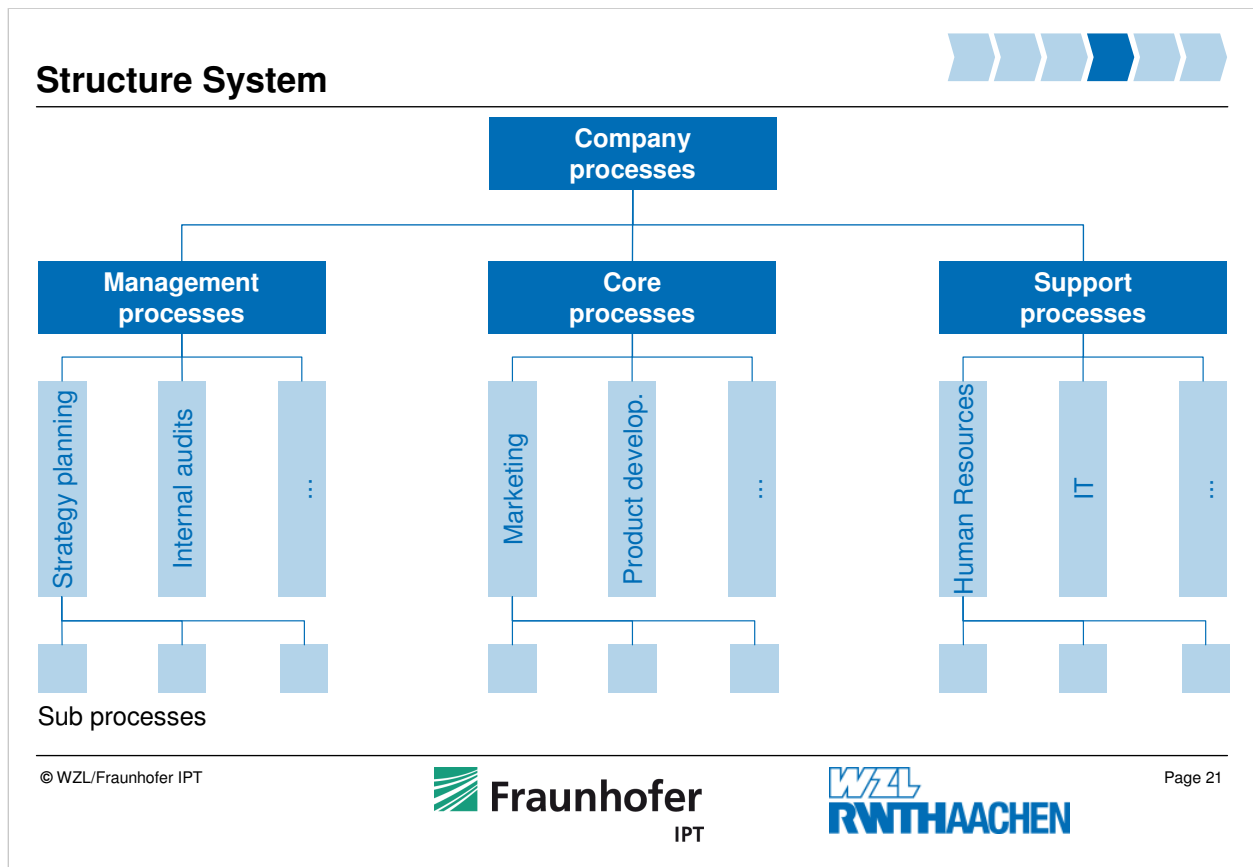 Structure System
Company
processes
Management
processes
Core
processes
Support
processes
Strategy planning
Internal audits
...
Marketing
Product develop.
...
Human Resources
IT
...
Sub processes
© WZL/Fraunhofer IPT
Fraunhofer
IPT
WZL
RWTHAACHEN
Page 21